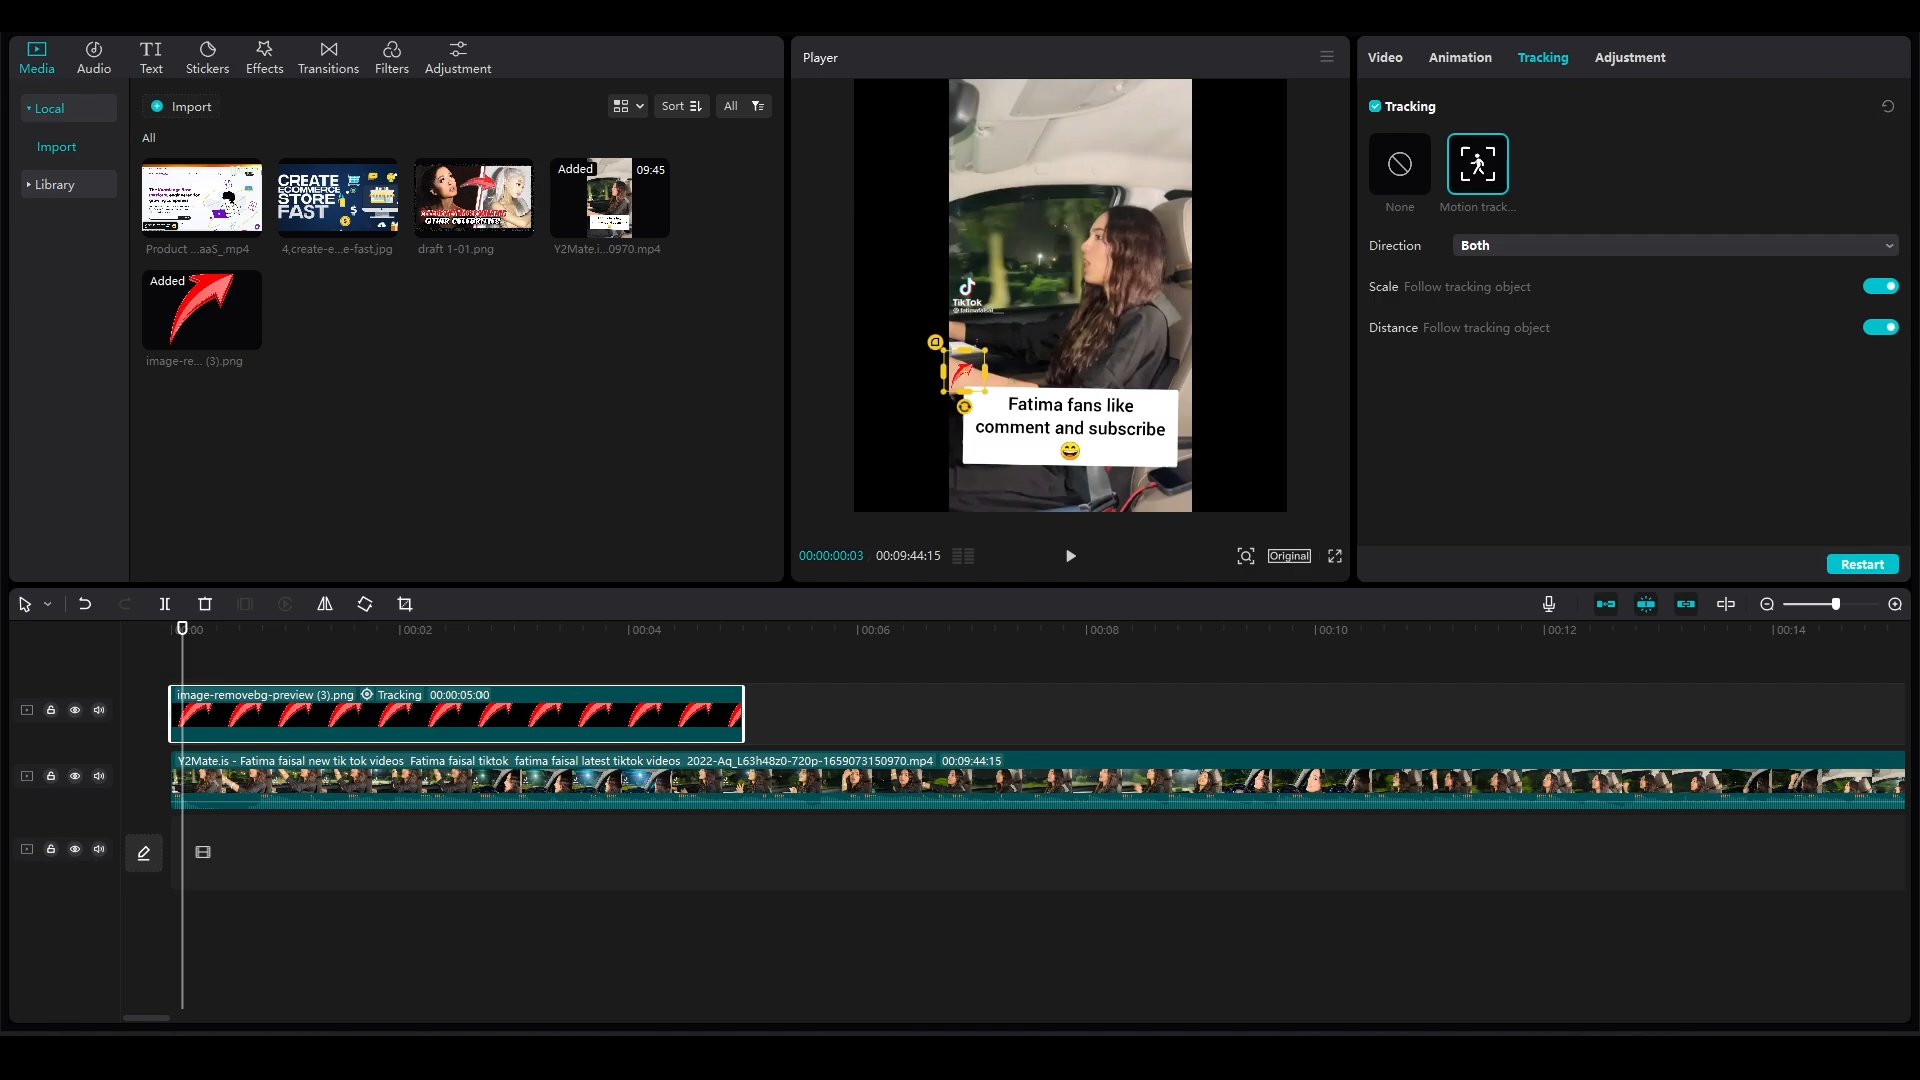 Media
Audio
TI
Text
Stickers
Effects
Transitions
Filters
Adjustment
Local
Import
Library
Import
Sort
All
All
Product ...aaS_.mp4
CREATE
ECOMMERCE
STORE
FAST
4,create-e...e-fast.jpg
draft 1-01.png
Added
09:45
Y2Mate.i...0970.mp4
Added
image-re... (3).png
Player
TikTok
Fatima fans like
comment and subscribe
😄
00:00:00:03
00:09:44:15
Original
Video
Animation
Tracking
Adjustment
Tracking
None
Motion track...
Direction
Both
Scale Follow tracking object
Distance Follow tracking object
Restart
00:00
00:02
00:04
00:06
00:08
00:10
00:12
00:14
image-removebg-preview (3).png Tracking 00:00:05:00
Y2Mate.is - Fatima faisal new tik tok videos Fatima faisal tiktok fatima faisal latest tiktok videos 2022-Aq_L63h48z0-720p-1659073150970.mp4 00:09:44:15